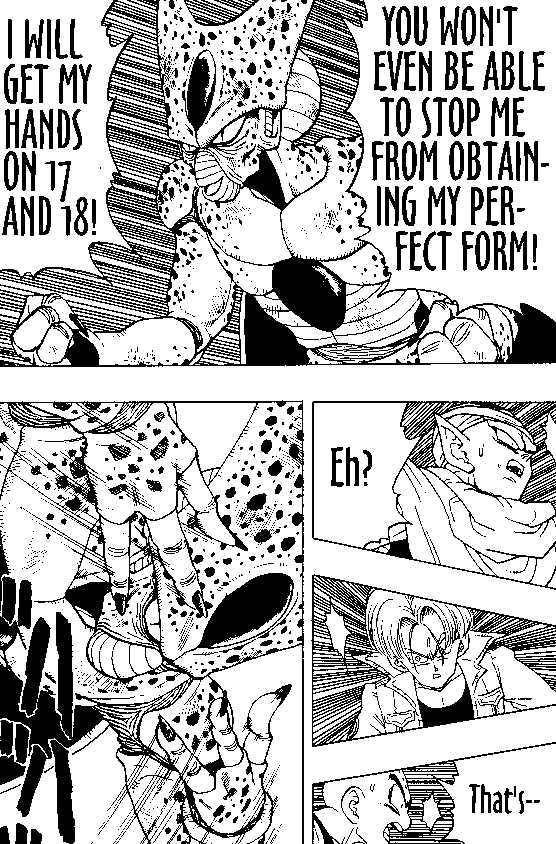 YOU WON'T
EVEN BE ABLE
TO STOP ME
FROM OBTAIN-
ING MY PER-
FECT FORM!
I WILL
GET MY
HANDS
ON 17
AND 18!
Eh?
That's--